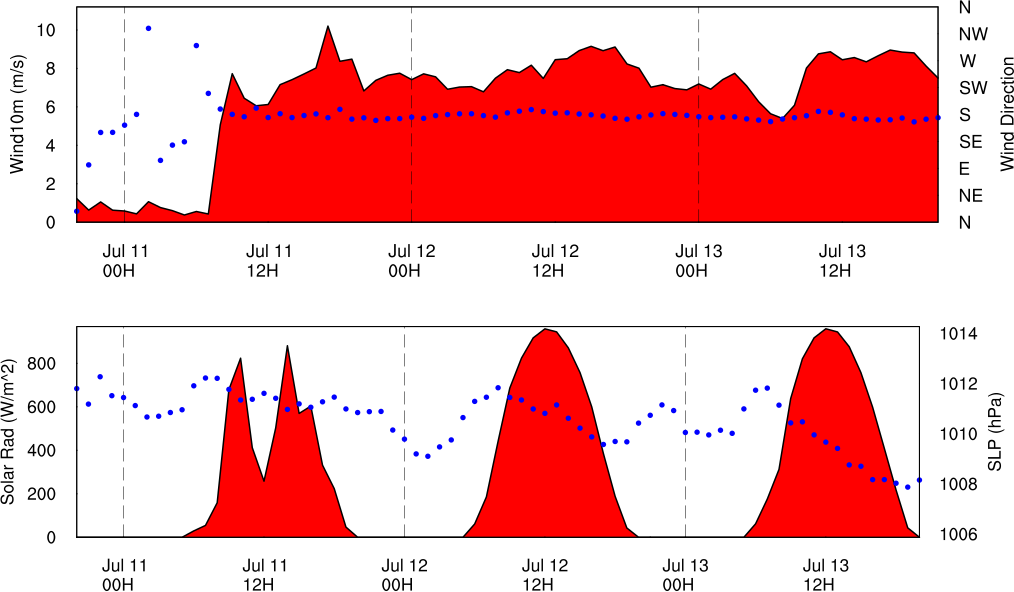 N
10
NW
8
W
SW
6
S
4
SE
E
2
NE
0
N
Wind10m (m/s)
Wind Direction
Jul 11 Jul 11 Jul 12 Jul 12 Jul 13 Jul 13
00H 12H 00H 12H 00H 12H
1014
800
1012
600
1010
400
1008
200
1006
0
Solar Rad (W/m^2)
SLP (hPa)
Jul 11 Jul 11 Jul 12 Jul 12 Jul 13 Jul 13
00H 12H 00H 12H 00H 12H